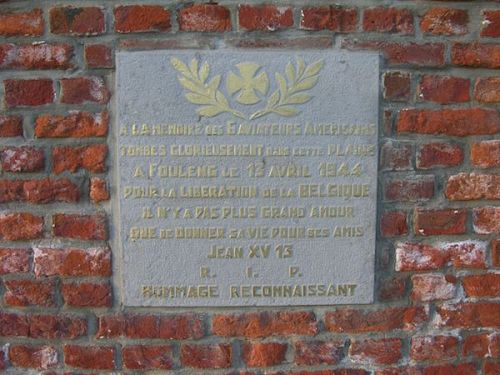 A LA MEMOIRE DES 6 AVIATEURS AMERICAINS
TOMBES GLORIEUSEMENT DANS CETTE PLAINE
A FOULENG LE 13 AVRIL 1944
POUR LA LIBERATION DE LA BELGIQUE
IL N'Y A PAS PLUS GRAND AMOUR
QUE DE DONNER SA VIE POUR SES AMIS
JEAN XV 13
R. I. P.
HOMMAGE RECONNAISSANT